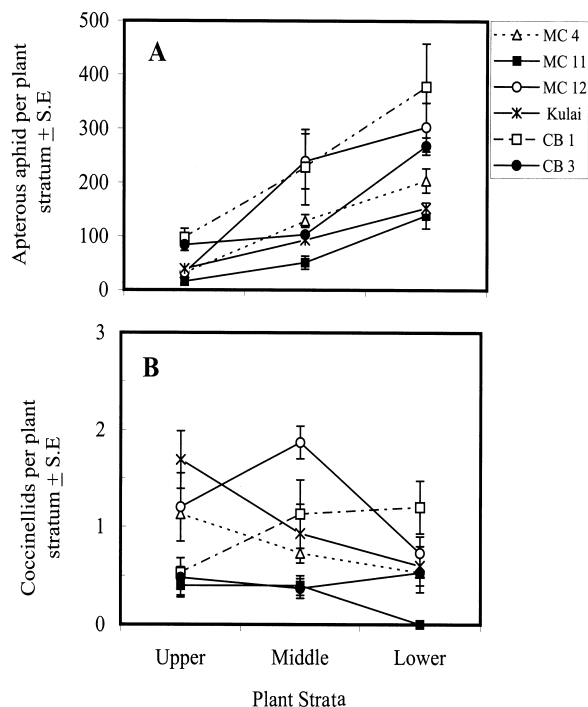 A
500
400
300
200
100
0
Apterous aphid per plant
stratum ± S.E
MC 4
MC 11
MC 12
Kulai
CB 1
CB 3
B
3
2
1
0
Coccinellids per plant
stratum ± S.E
Upper Middle Lower
Plant Strata